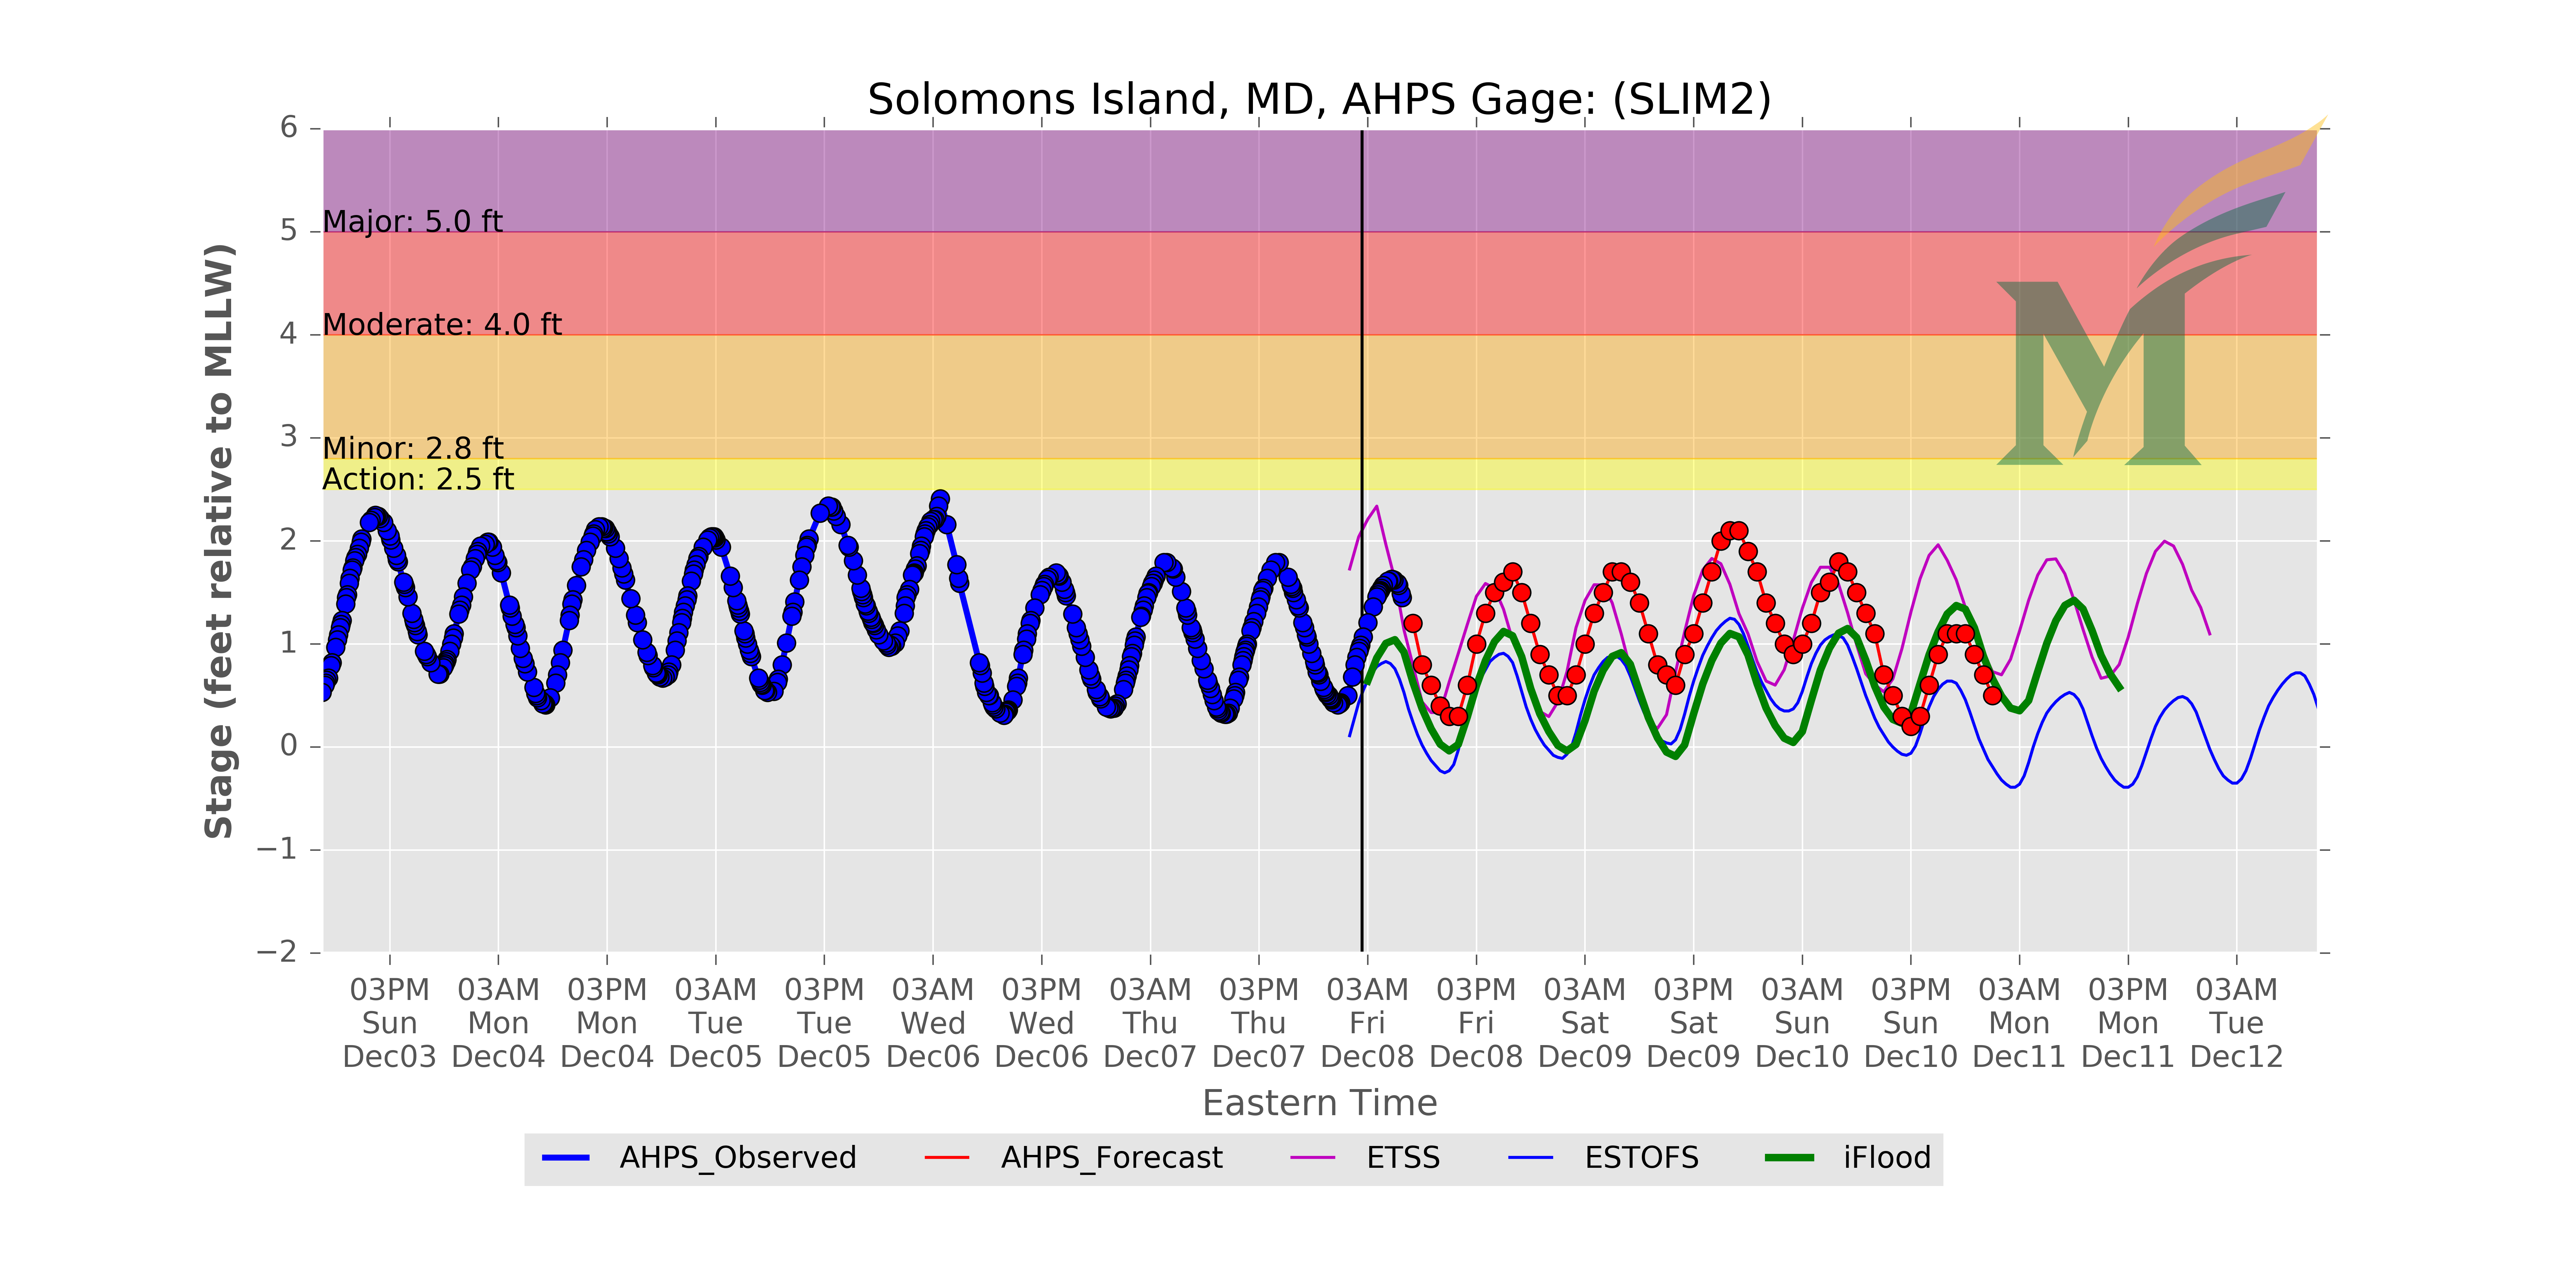 Solomons Island, MD, AHPS Gage: (SLIM2)
Stage (feet relative to MLLW)
6
5
4
3
2
1
0
−1
−2
Major: 5.0 ft
Moderate: 4.0 ft
Minor: 2.8 ft
Action: 2.5 ft
03PM 03AM 03PM 03AM 03PM 03AM 03PM 03AM 03PM 03AM 03PM 03AM 03PM 03AM 03PM 03AM 03PM 03AM
Sun Mon Mon Tue Tue Wed Wed Thu Thu Fri Fri Sat Sat Sun Sun Mon Mon Tue
Dec03 Dec04 Dec04 Dec05 Dec05 Dec06 Dec06 Dec07 Dec07 Dec08 Dec08 Dec09 Dec09 Dec10 Dec10 Dec11 Dec11 Dec12
Eastern Time
AHPS_Observed AHPS_Forecast ETSS ESTOFS iFlood
M